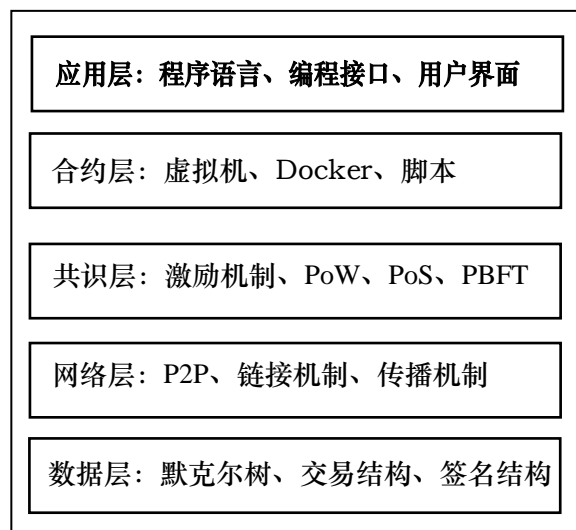 应用层：程序语言、编程接口、用户界面
合约层：虚拟机、Docker、脚本
共识层：激励机制、PoW、PoS、PBFT
网络层：P2P、链接机制、传播机制
数据层：默克尔树、交易结构、签名结构